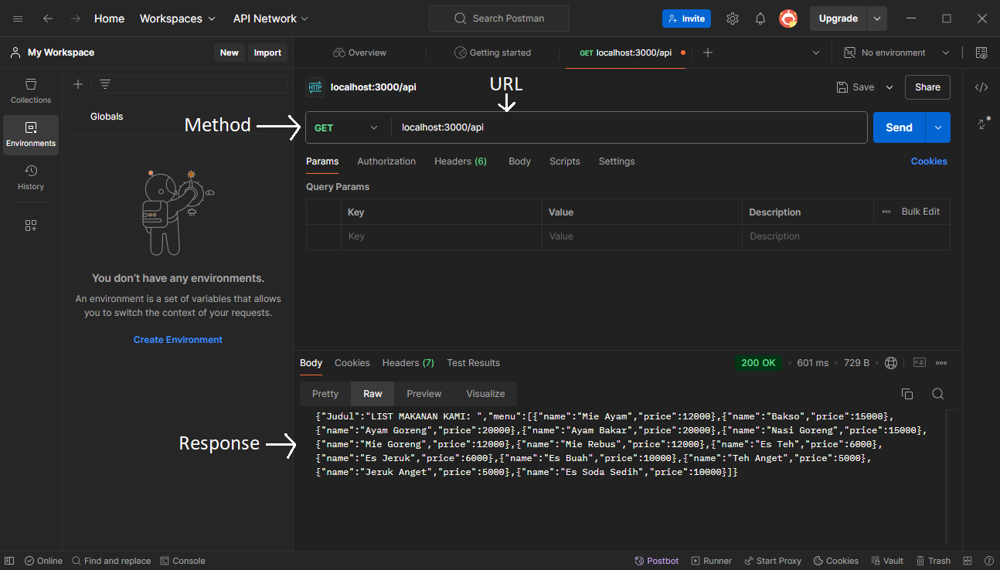 Home Workspaces API Network Search Postman Invite Upgrade
My Workspace New Import Overview Getting started GET localhost:3000/api No environment
Collections
Environments
History
Globals
You don't have any environments.
An environment is a set of variables that allows
you to switch the context of your requests.
Create Environment
HTTP localhost:3000/api Save Share
URL
Method
GET localhost:3000/api Send
Params Authorization Headers (6) Body Scripts Settings Cookies
Query Params
Key Value Description Bulk Edit
Key Value Description
Body Cookies Headers (7) Test Results 200 OK 601 ms 729 B e.g.
Pretty Raw Preview Visualize
Response
{"Judul":"LIST MAKANAN KAMI: ","menu":[{"name":"Mie Ayam","price":12000},{"name":"Bakso","price":15000},
{"name":"Ayam Goreng","price":20000},{"name":"Ayam Bakar","price":20000},{"name":"Nasi Goreng","price":15000},
{"name":"Mie Goreng","price":12000},{"name":"Mie Rebus","price":12000},{"name":"Es Teh","price":6000},
{"name":"Es Jeruk","price":6000},{"name":"Es Buah","price":10000},{"name":"Teh Anget","price":5000},
{"name":"Jeruk Anget","price":5000},{"name":"Es Soda Sedih","price":10000}]}
Online Find and replace Console Postbot Runner Start Proxy Cookies Vault Trash